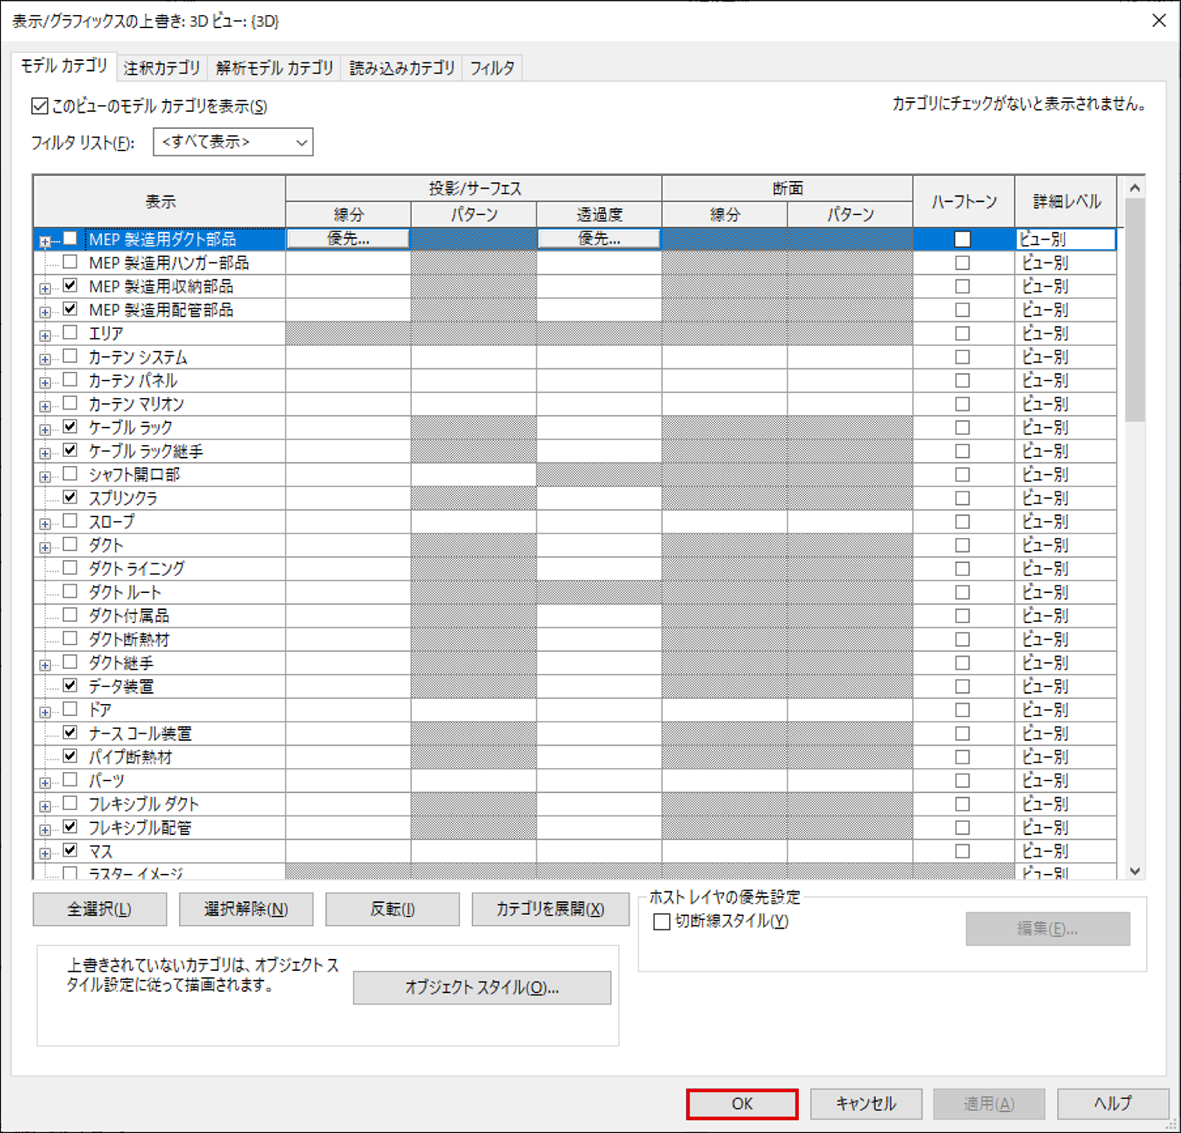 表示/グラフィックスの上書き: 3D ビュー: {3D}
モデル カテゴリ 注釈カテゴリ 解析モデル カテゴリ 読み込みカテゴリ フィルタ
このビューのモデル カテゴリを表示(S) カテゴリにチェックがないと表示されません。
フィルタ リスト(F): <すべて表示>
表示 投影/サーフェス 断面 ハーフトーン 詳細レベル
線分 パターン 透過度 線分 パターン
MEP 製造用ダクト部品 優先... 優先... ビュー別
MEP 製造用ハンガー部品 ビュー別
MEP 製造用収納部品 ビュー別
MEP 製造用配管部品 ビュー別
エリア ビュー別
カーテン システム ビュー別
カーテン パネル ビュー別
カーテン マリオン ビュー別
ケーブル ラック ビュー別
ケーブル ラック継手 ビュー別
シャフト開口部 ビュー別
スプリンクラ ビュー別
スロープ ビュー別
ダクト ビュー別
ダクト ライニング ビュー別
ダクト ルート ビュー別
ダクト付属品 ビュー別
ダクト断熱材 ビュー別
ダクト継手 ビュー別
データ装置 ビュー別
ドア ビュー別
ナース コール装置 ビュー別
パイプ断熱材 ビュー別
パーツ ビュー別
フレキシブル ダクト ビュー別
フレキシブル配管 ビュー別
マス ビュー別
ラスター イメージ ビュー別
全選択(L) 選択解除(N) 反転(I) カテゴリを展開(X)
ホスト レイヤの優先設定
切断線スタイル(Y) 編集(E)...
上書きされていないカテゴリは、オブジェクト ス
タイル設定に従って描画されます。
オブジェクト スタイル(O)...
OK キャンセル 適用(A) ヘルプ